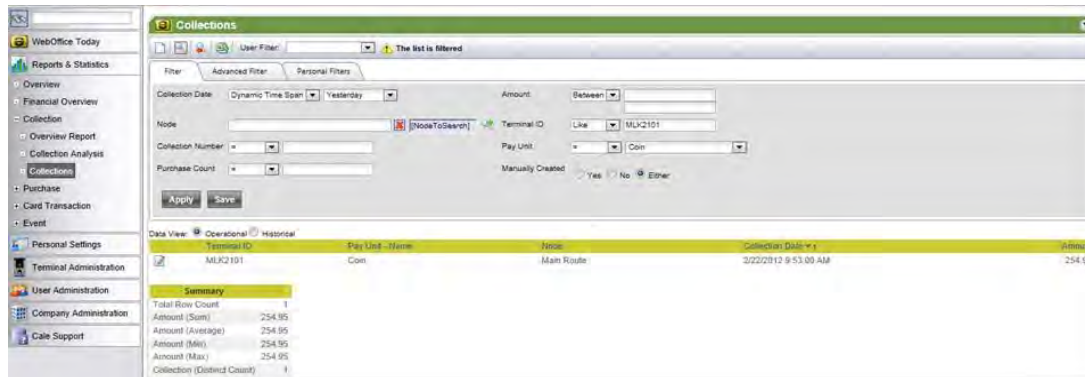 Collections
WebOffice Today
User Filter:
The list is filtered
Reports & Statistics
Filter
Advanced Filter
Personal Filters
Overview
Financial Overview
Collection
Overview Report
Collection Analysis
Collections
Purchase
Card Transaction
Event
Personal Settings
Terminal Administration
User Administration
Company Administration
Cale Support
Collection Date Dynamic Time Span Yesterday Amount Between
Node [NodeToSearch] Terminal ID Like MLK2101
Collection Number = Pay Unit = Coin
Purchase Count = Manually Created Yes No Either
Apply Save
Data View: Operational Historical
Terminal ID Pay Unit - Name Node Collection Date
MLK2101 Coin Main Route 2/22/2012 9:53:00 AM 254.9
Summary
Total Row Count 1
Amount (Sum) 254.95
Amount (Average) 254.95
Amount (Min) 254.95
Amount (Max) 254.95
Collection (Distinct Count) 1